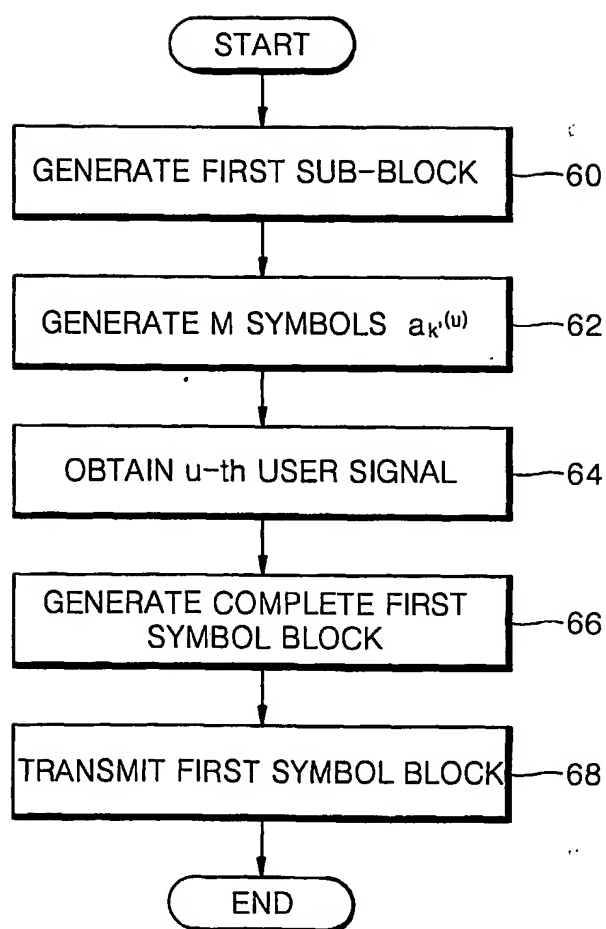 START
GENERATE FIRST SUB-BLOCK
60
GENERATE M SYMBOLS ak'(u)
62
OBTAIN u-th USER SIGNAL
64
GENERATE COMPLETE FIRST
SYMBOL BLOCK
66
TRANSMIT FIRST SYMBOL BLOCK
68
END